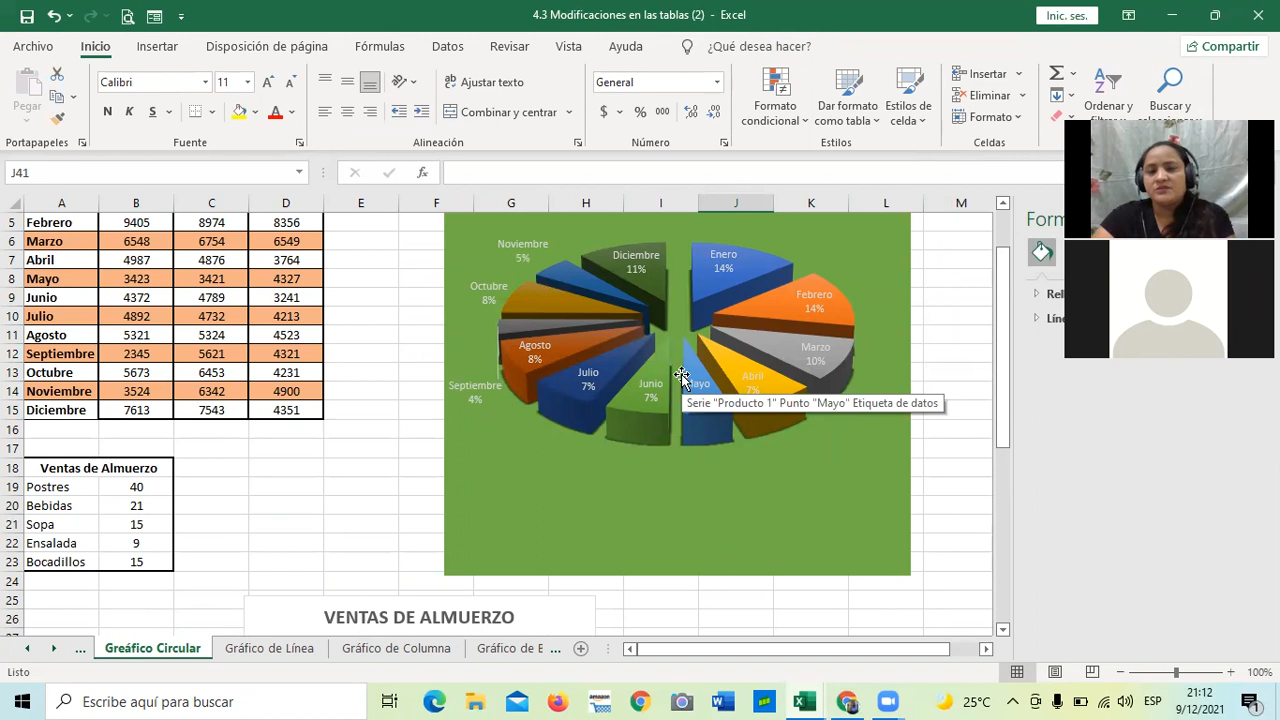 4.3 Modificaciones en las tablas (2) - Excel
Inic. ses.
Archivo Inicio Insertar Disposición de página Fórmulas Datos Revisar Vista Ayuda ¿Qué desea hacer? Compartir
Pegar
Calibri 11
N K S
Ajustar texto
Combinar y centrar
General
$ % 000
Formato condicional
Dar formato como tabla
Estilos de celda
Insertar
Eliminar
Formato
Ordenar y
Buscar y
Portapapeles Fuente Alineación Número Estilos Celdas
J41
A B C D E F G H I J K L M
5 Febrero 9405 8974 8356
6 Marzo 6548 6754 6549
7 Abril 4987 4876 3764
8 Mayo 3423 3421 4327
9 Junio 4372 4789 3241
10 Julio 4892 4732 4213
11 Agosto 5321 5324 4523
12 Septiembre 2345 5621 4321
13 Octubre 5673 6453 4231
14 Noviembre 3524 6342 4900
15 Diciembre 7613 7543 4351
16
17
18 Ventas de Almuerzo
19 Postres 40
20 Bebidas 21
21 Sopa 15
22 Ensalada 9
23 Bocadillos 15
24
25
26
Enero
14%
Febrero
14%
Marzo
10%
Abril
7%
Mayo
Junio
7%
Julio
7%
Agosto
8%
Septiembre
4%
Octubre
8%
Noviembre
5%
Diciembre
11%
Serie "Producto 1" Punto "Mayo" Etiqueta de datos
VENTAS DE ALMUERZO
Form
Rel
Líne
... Greáfico Circular Gráfico de Línea Gráfico de Columna Gráfico de B ...
Listo
100%
Escribe aquí para buscar
25°C
ESP
21:12
9/12/2021
1